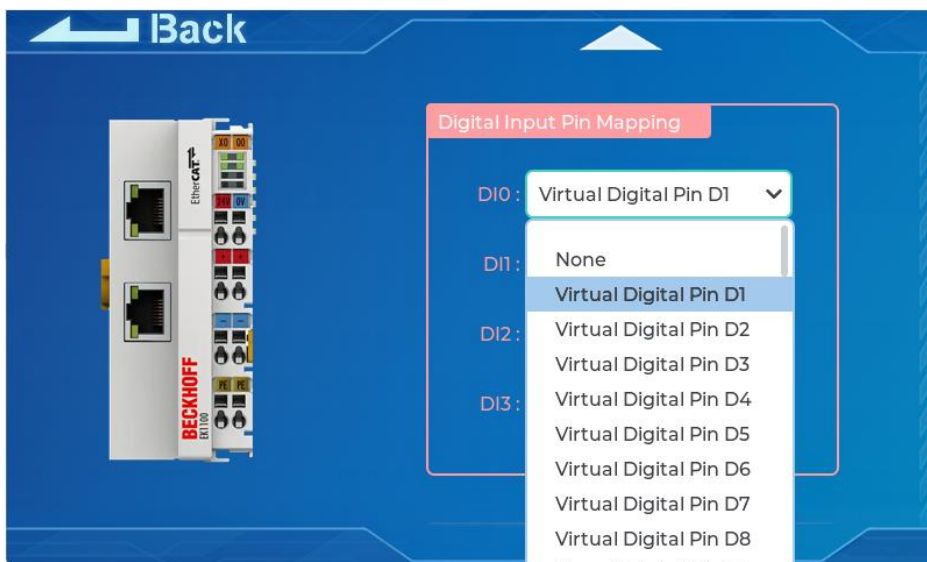 Back
X0 00
EtherCAT
24V 0V
+ +
- -
PE PE
BECKHOFF
EK1100
Digital Input Pin Mapping
DI0 : Virtual Digital Pin D1
DI1 :
DI2 :
DI3 :
None
Virtual Digital Pin D1
Virtual Digital Pin D2
Virtual Digital Pin D3
Virtual Digital Pin D4
Virtual Digital Pin D5
Virtual Digital Pin D6
Virtual Digital Pin D7
Virtual Digital Pin D8